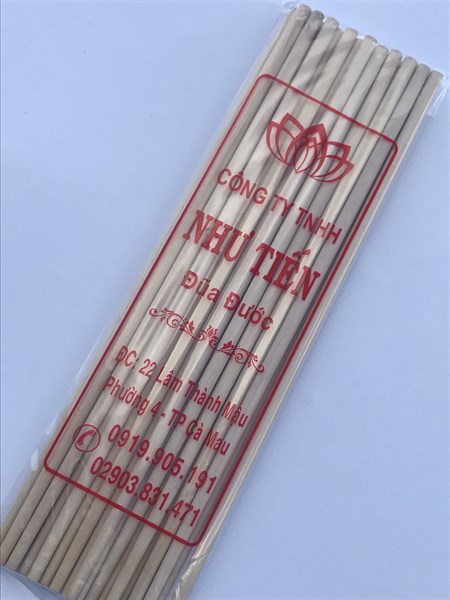 CÔNG TY TNHH
NHƯ TIẾN
Đũa Đước
ĐC: 22 Lâm Thành Mậu
Phường 4 - TP Cà Mau
0919.905.191
02903.831.471